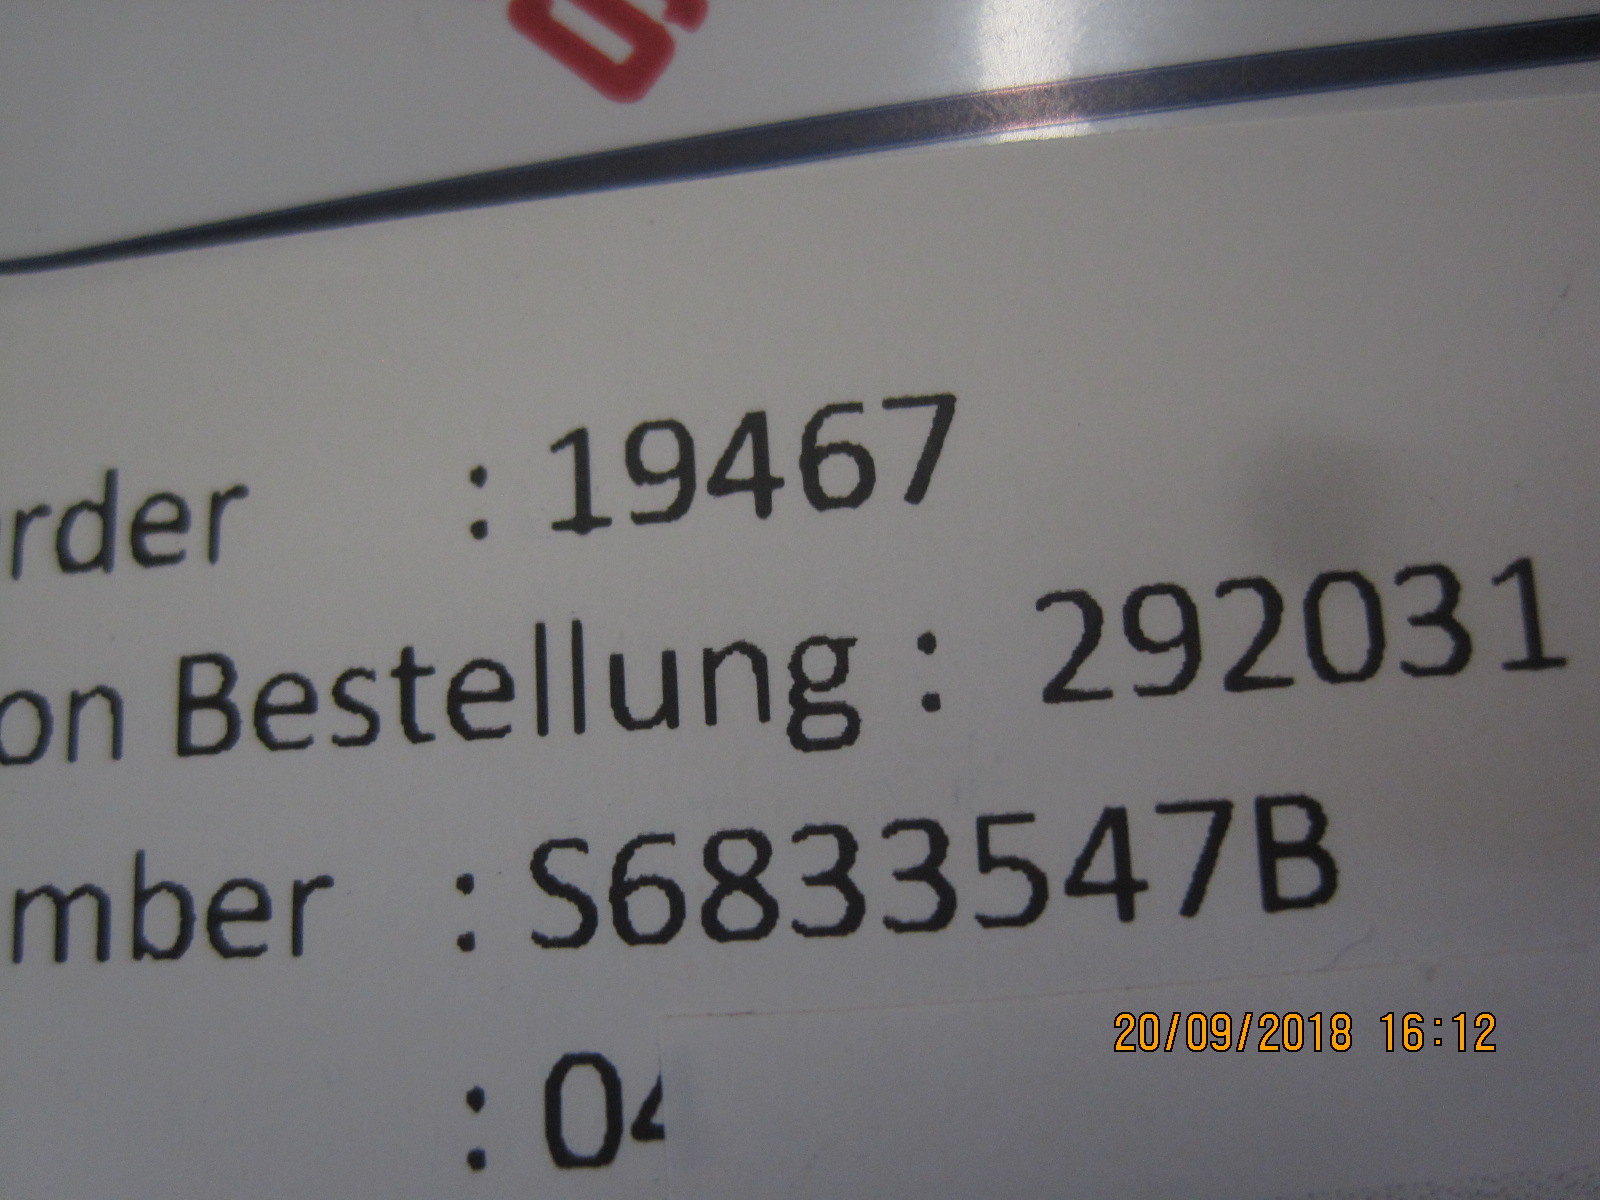 rder : 19467
on Bestellung : 292031
mber : S6833547B
: 04
20/09/2018 16:12